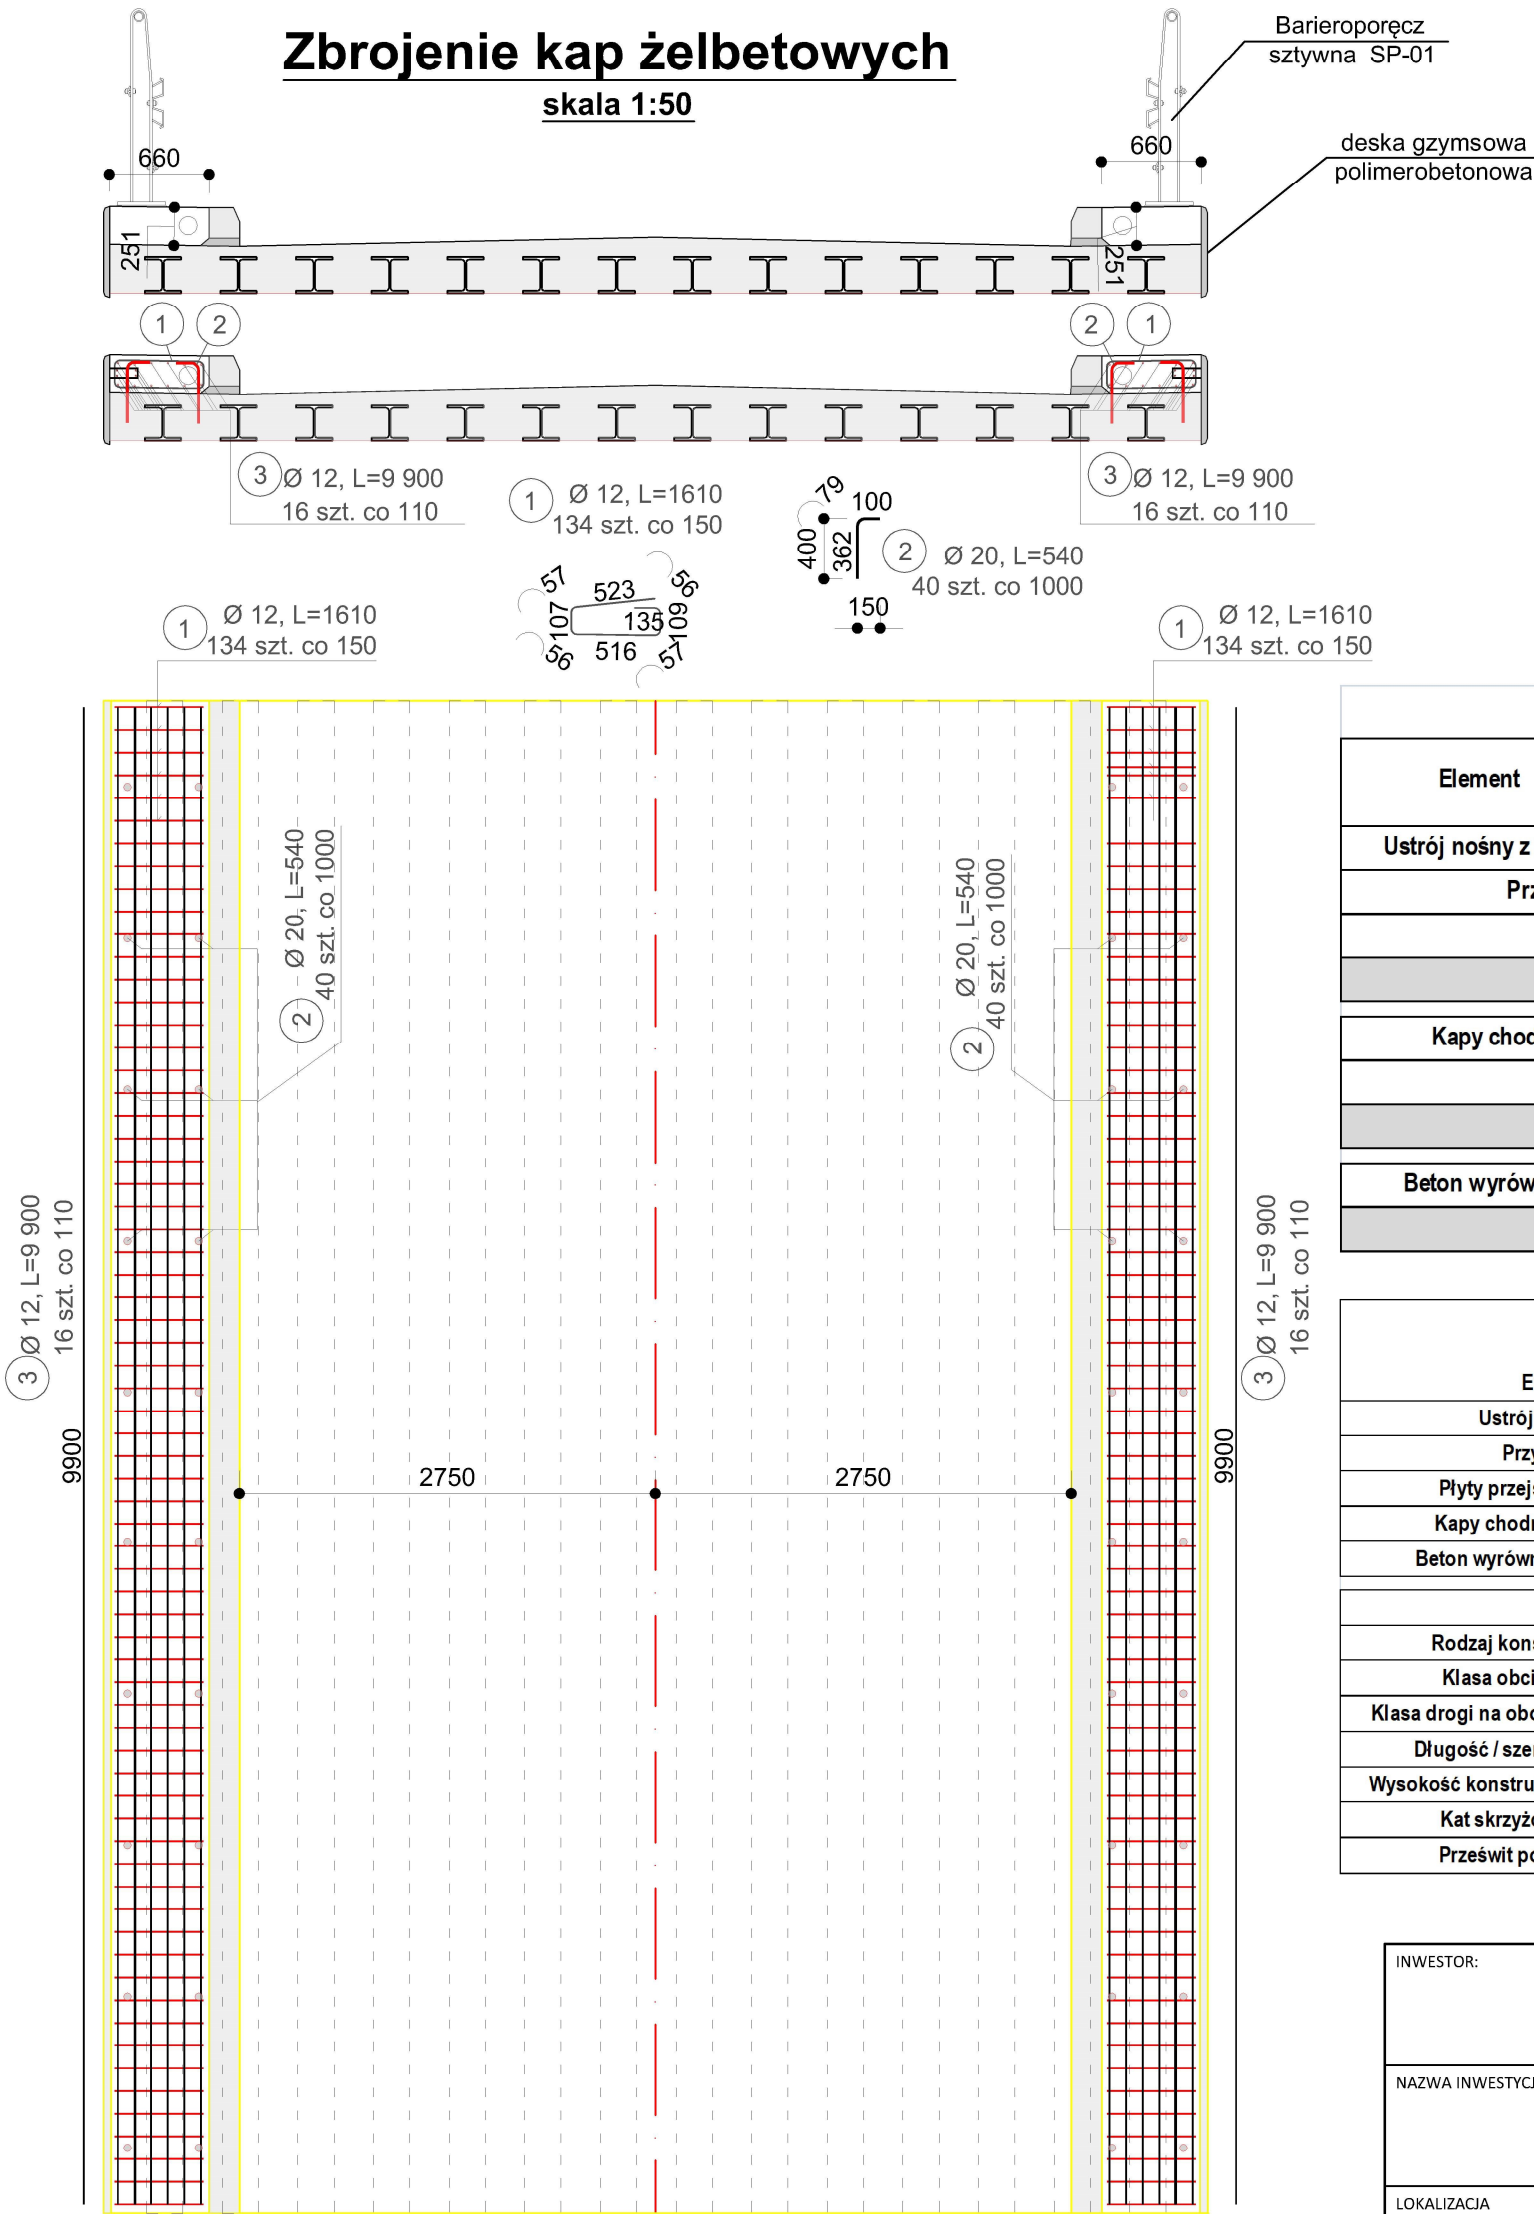 Zbrojenie kap żelbetowych
skala 1:50
Barieroporęcz
sztywna SP-01
deska gzymsowa
polimerobetonowa
660
660
251
251
1
2
2
1
3
Ø 12, L=9 900
16 szt. co 110
1
Ø 12, L=1610
134 szt. co 150
79
100
400
362
2
Ø 20, L=540
40 szt. co 1000
150
3
Ø 12, L=9 900
16 szt. co 110
57
523
56
107
135
109
56
516
57
1
Ø 12, L=1610
134 szt. co 150
1
Ø 12, L=1610
134 szt. co 150
2
Ø 20, L=540
40 szt. co 1000
2
Ø 20, L=540
40 szt. co 1000
3
Ø 12, L=9 900
16 szt. co 110
9900
2750
2750
9900
3
Ø 12, L=9 900
16 szt. co 110
Element
Ustrój nośny z
Prz
Kapy chod
Beton wyrów
E
Ustrój
Przy
Płyty przejs
Kapy chodn
Beton wyrówn
Rodzaj kons
Klasa obci
Klasa drogi na obo
Długość / szer
Wysokość konstru
Kat skrzyżo
Prześwit po
INWESTOR:
NAZWA INWESTYCJ
LOKALIZACJA